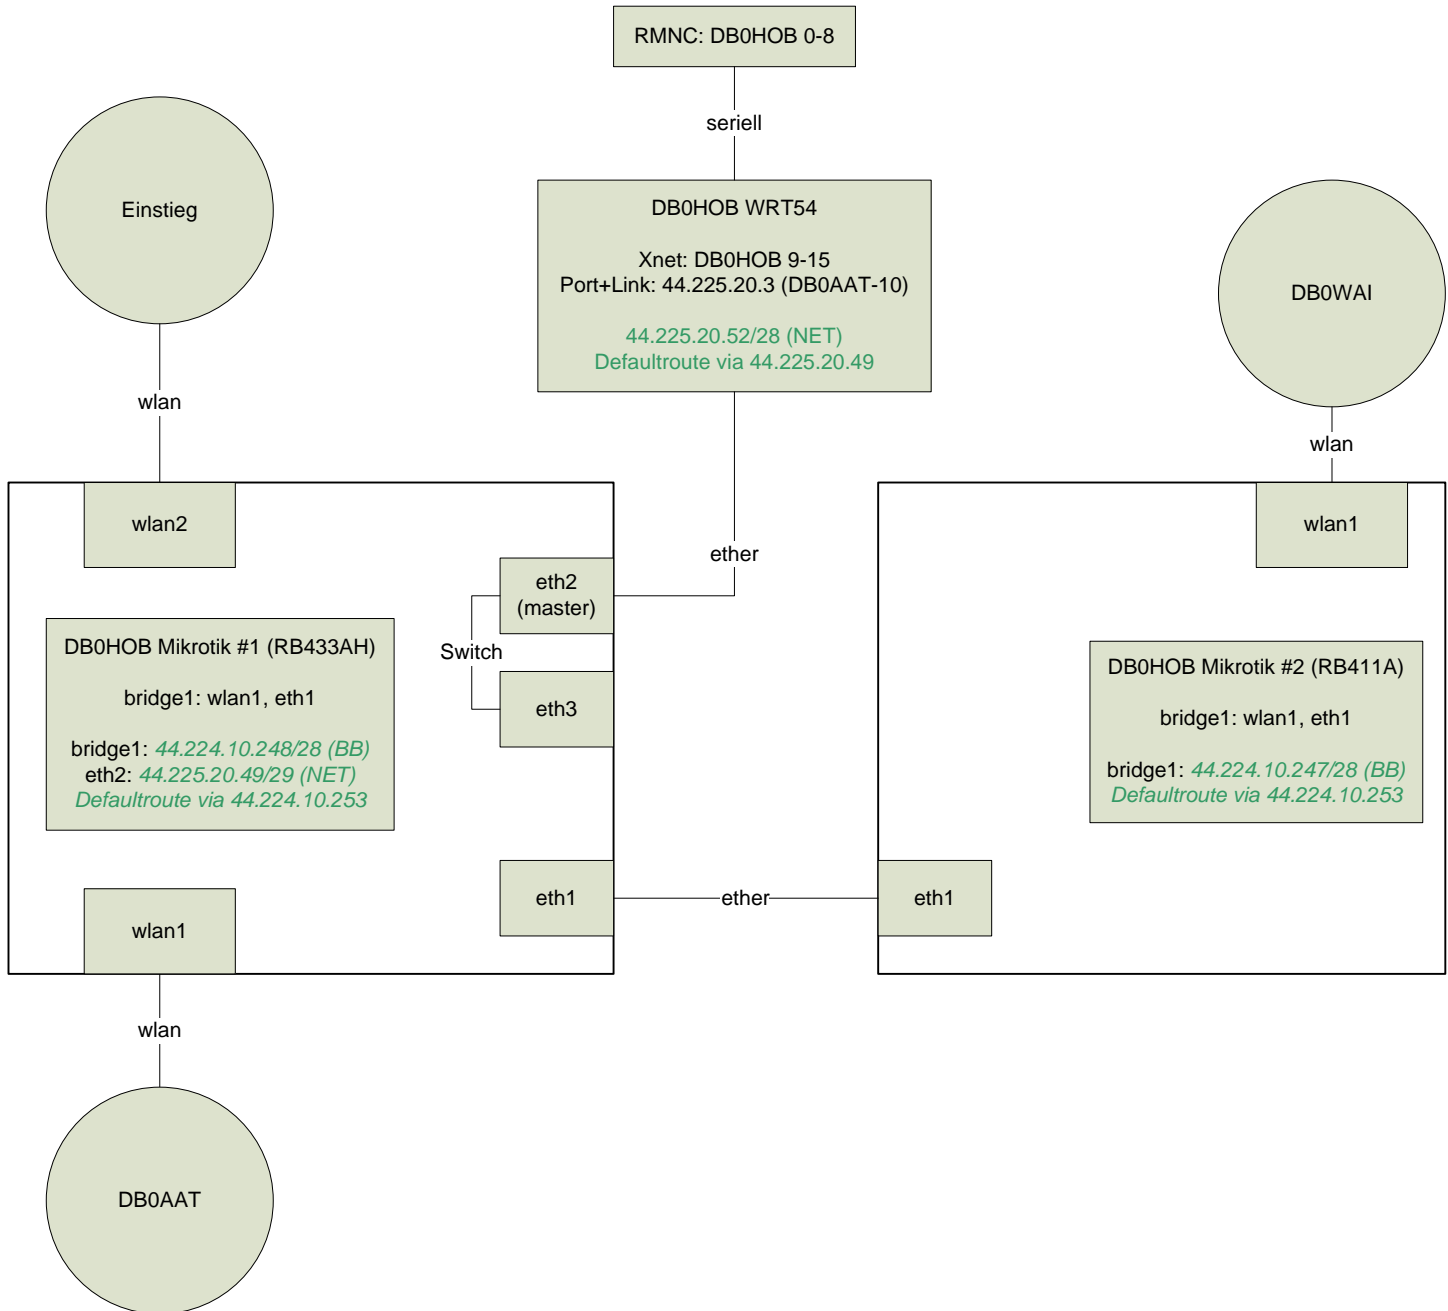 RMNC: DB0HOB 0-8
seriell
Einstieg
DB0HOB WRT54
Xnet: DB0HOB 9-15
Port+Link: 44.225.20.3 (DB0AAT-10)
44.225.20.52/28 (NET)
Defaultroute via 44.225.20.49
DB0WAI
wlan
wlan
wlan2
wlan1
ether
eth2
(master)
Switch
eth3
DB0HOB Mikrotik #1 (RB433AH)
bridge1: wlan1, eth1
bridge1: 44.224.10.248/28 (BB)
eth2: 44.225.20.49/29 (NET)
Defaultroute via 44.224.10.253
DB0HOB Mikrotik #2 (RB411A)
bridge1: wlan1, eth1
bridge1: 44.224.10.247/28 (BB)
Defaultroute via 44.224.10.253
eth1
ether
eth1
wlan1
wlan
DB0AAT